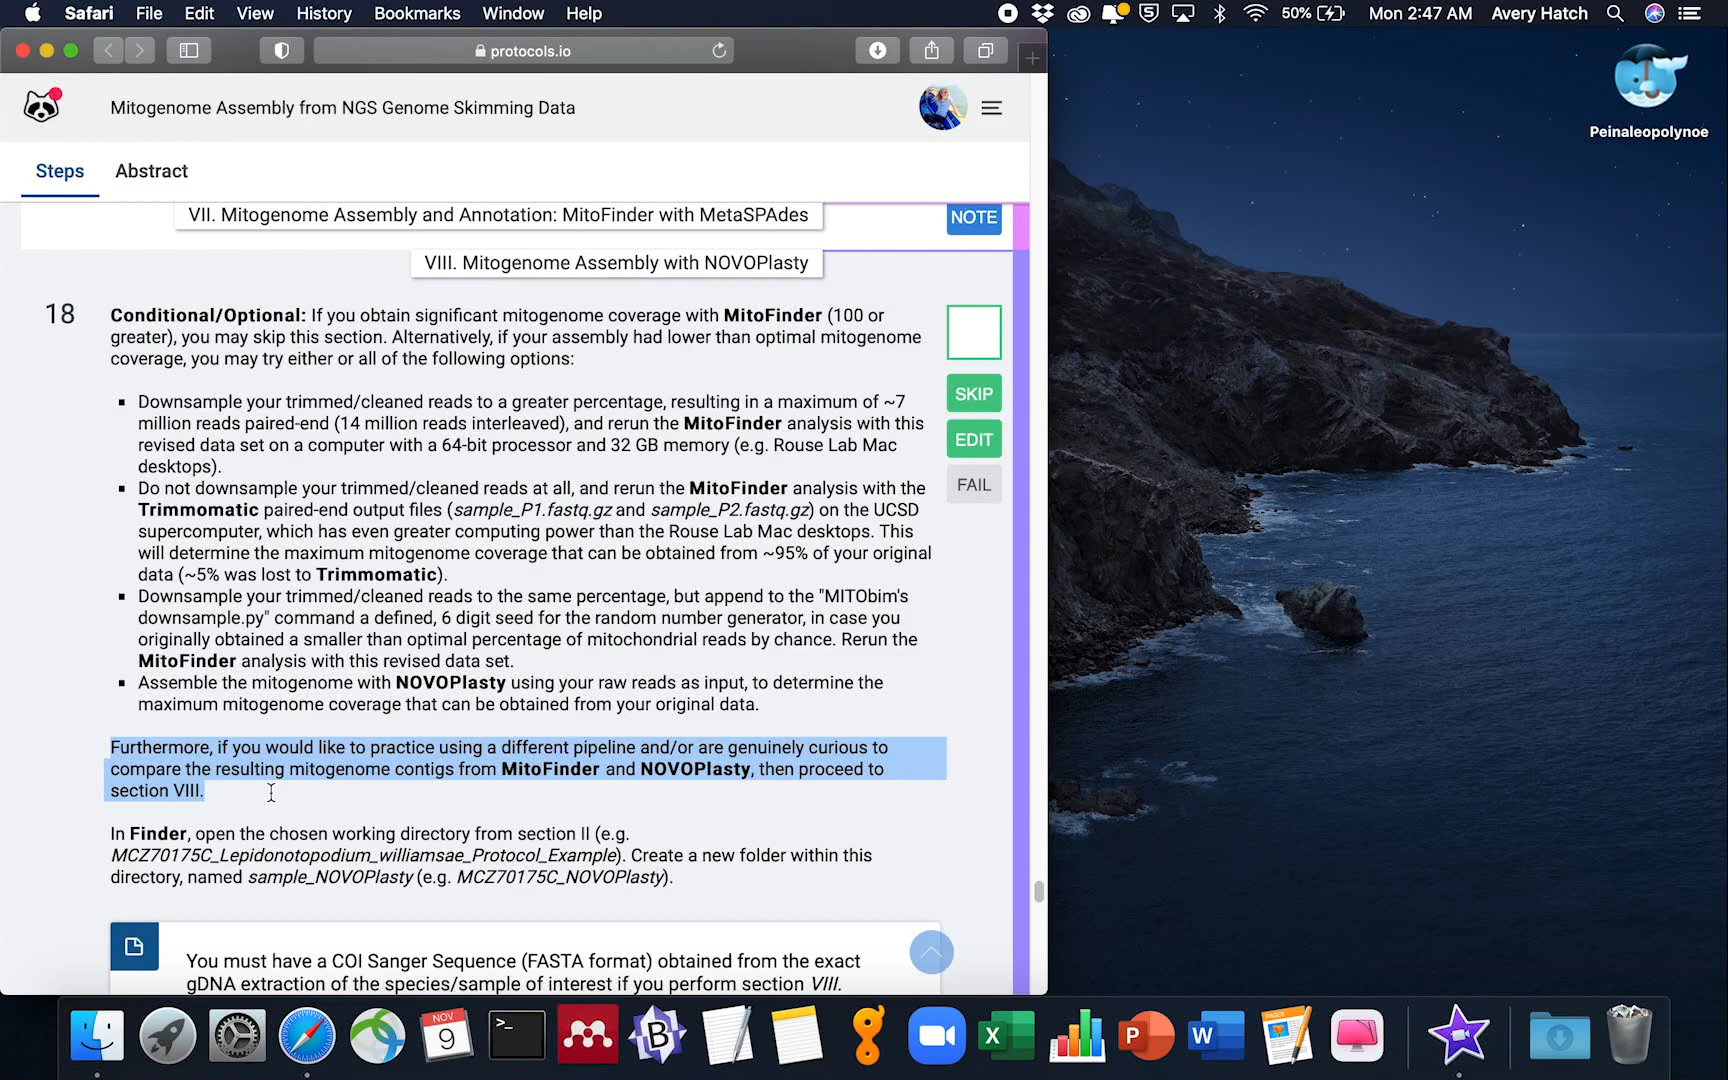 Safari File Edit View History Bookmarks Window Help 50% Mon 2:47 AM Avery Hatch
protocols.io
Mitogenome Assembly from NGS Genome Skimming Data
Steps Abstract
VII. Mitogenome Assembly and Annotation: MitoFinder with MetaSPAdes
NOTE
VIII. Mitogenome Assembly with NOVOPlasty
18
Conditional/Optional: If you obtain significant mitogenome coverage with MitoFinder (100 or
greater), you may skip this section. Alternatively, if your assembly had lower than optimal mitogenome
coverage, you may try either or all of the following options:
▪ Downsample your trimmed/cleaned reads to a greater percentage, resulting in a maximum of ~7
million reads paired-end (14 million reads interleaved), and rerun the MitoFinder analysis with this
revised data set on a computer with a 64-bit processor and 32 GB memory (e.g. Rouse Lab Mac
desktops).
▪ Do not downsample your trimmed/cleaned reads at all, and rerun the MitoFinder analysis with the
Trimmomatic paired-end output files (sample_P1.fastq.gz and sample_P2.fastq.gz) on the UCSD
supercomputer, which has even greater computing power than the Rouse Lab Mac desktops. This
will determine the maximum mitogenome coverage that can be obtained from ~95% of your original
data (~5% was lost to Trimmomatic).
▪ Downsample your trimmed/cleaned reads to the same percentage, but append to the "MITObim's
downsample.py" command a defined, 6 digit seed for the random number generator, in case you
originally obtained a smaller than optimal percentage of mitochondrial reads by chance. Rerun the
MitoFinder analysis with this revised data set.
▪ Assemble the mitogenome with NOVOPlasty using your raw reads as input, to determine the
maximum mitogenome coverage that can be obtained from your original data.
Furthermore, if you would like to practice using a different pipeline and/or are genuinely curious to
compare the resulting mitogenome contigs from MitoFinder and NOVOPlasty, then proceed to
section VIII.
In Finder, open the chosen working directory from section II (e.g.
MCZ70175C_Lepidonotopodium_williamsae_Protocol_Example). Create a new folder within this
directory, named sample_NOVOPlasty (e.g. MCZ70175C_NOVOPlasty).
You must have a COI Sanger Sequence (FASTA format) obtained from the exact
gDNA extraction of the species/sample of interest if you perform section VIII.
SKIP
EDIT
FAIL
Peinaleopolynoe
NOV
9
>_
B
X
P
W
PAGES